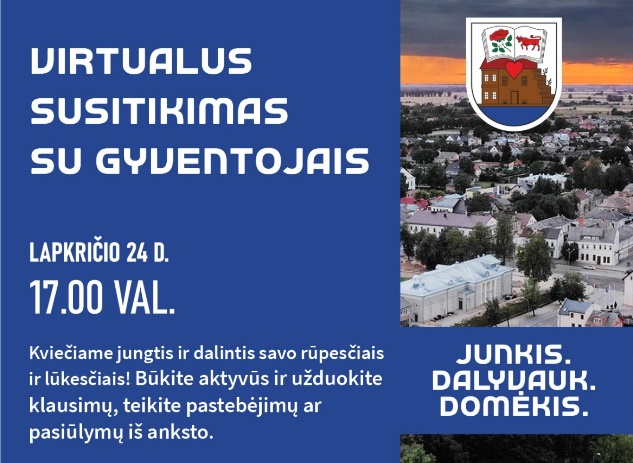 VIRTUALUS
SUSITIKIMAS
SU GYVENTOJAIS
LAPKRIČIO 24 D.
17.00 VAL.
Kviečiame jungtis ir dalintis savo rūpesčiais
ir lūkesčiais! Būkite aktyvūs ir užduokite
klausimų, teikite pastebėjimų ar
pasiūlymų iš anksto.
JUNKIS.
DALYVAUK.
DOMĖKIS.